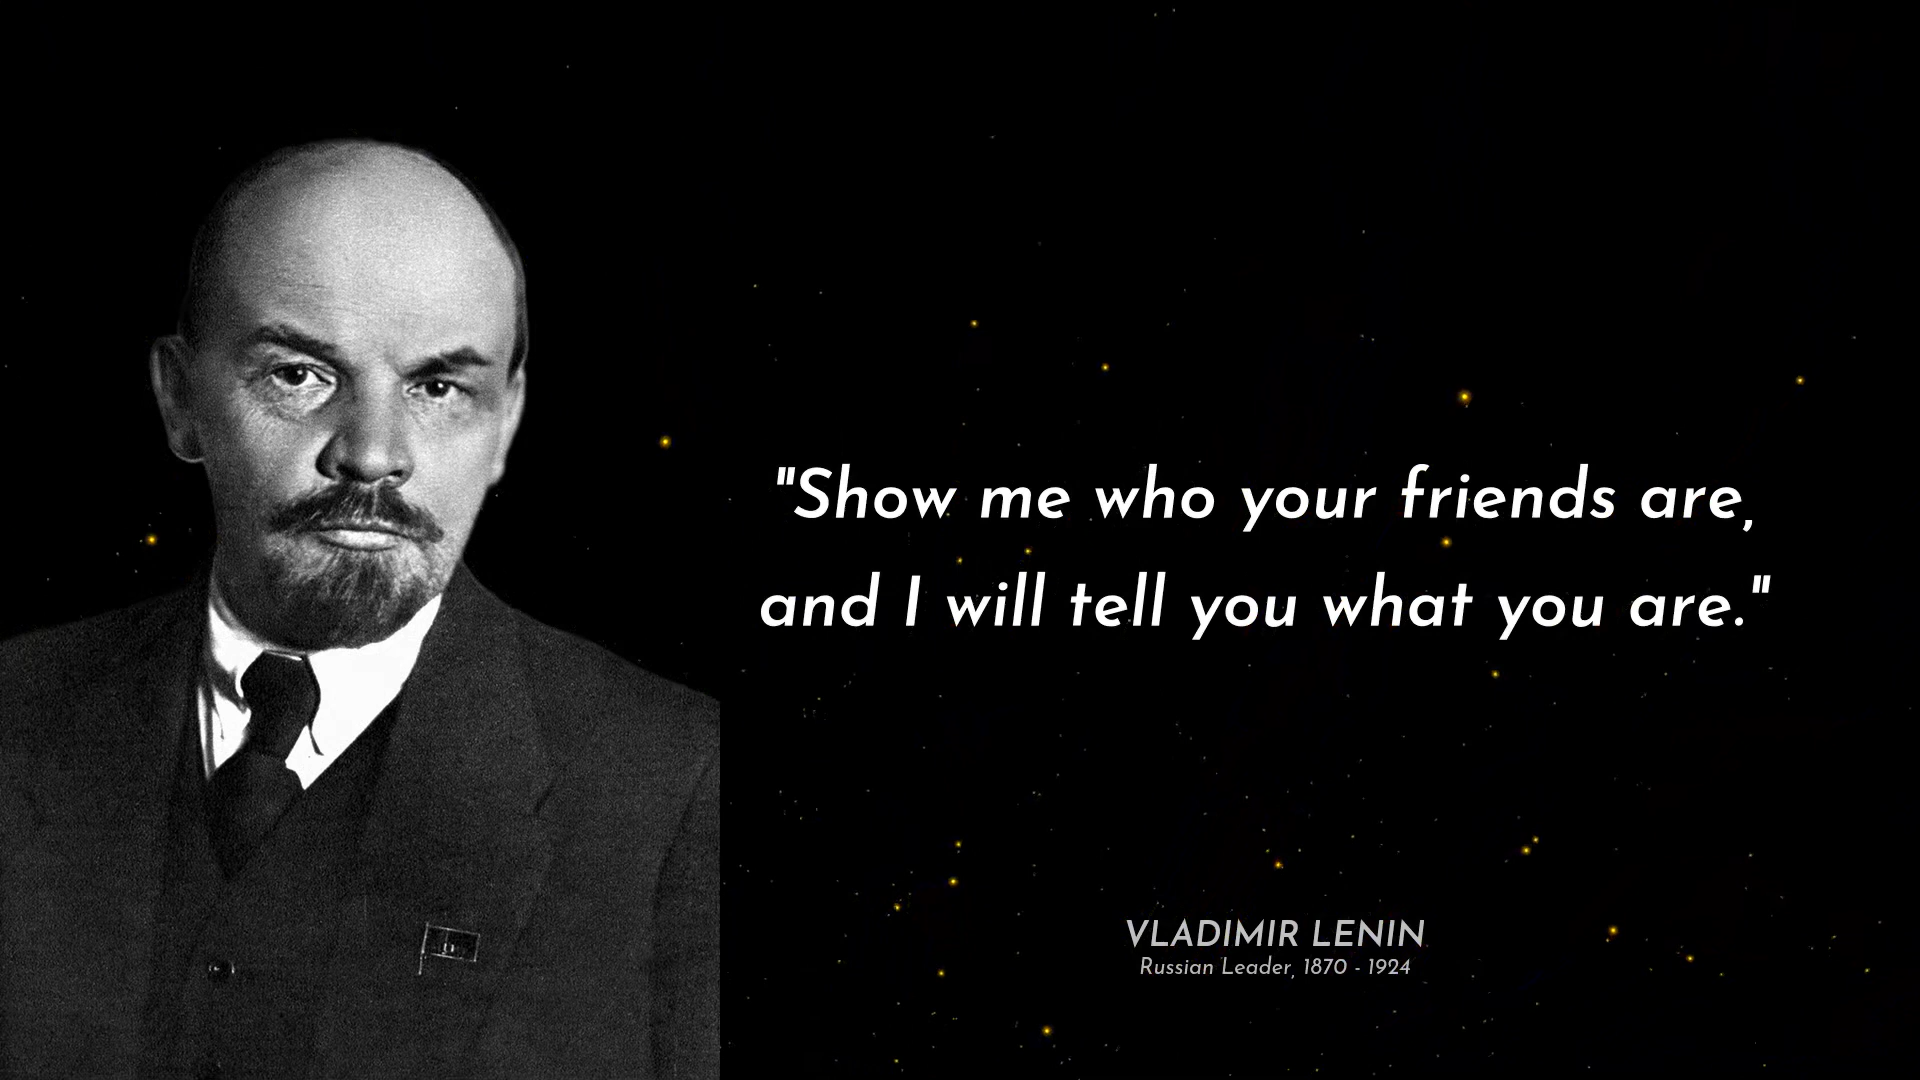 "Show me who your friends are,
and I will tell you what you are."
VLADIMIR LENIN
Russian Leader, 1870 - 1924